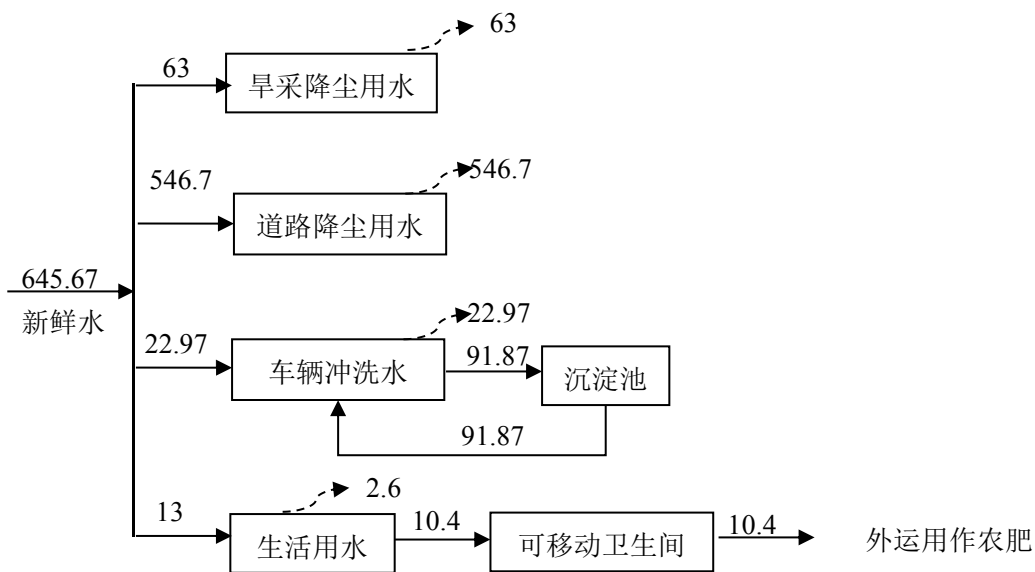 63
63
旱采降尘用水
546.7
546.7
道路降尘用水
645.67
新鲜水
22.97
22.97
车辆冲洗水
91.87
沉淀池
91.87
13
2.6
生活用水
10.4
可移动卫生间
10.4
外运用作农肥